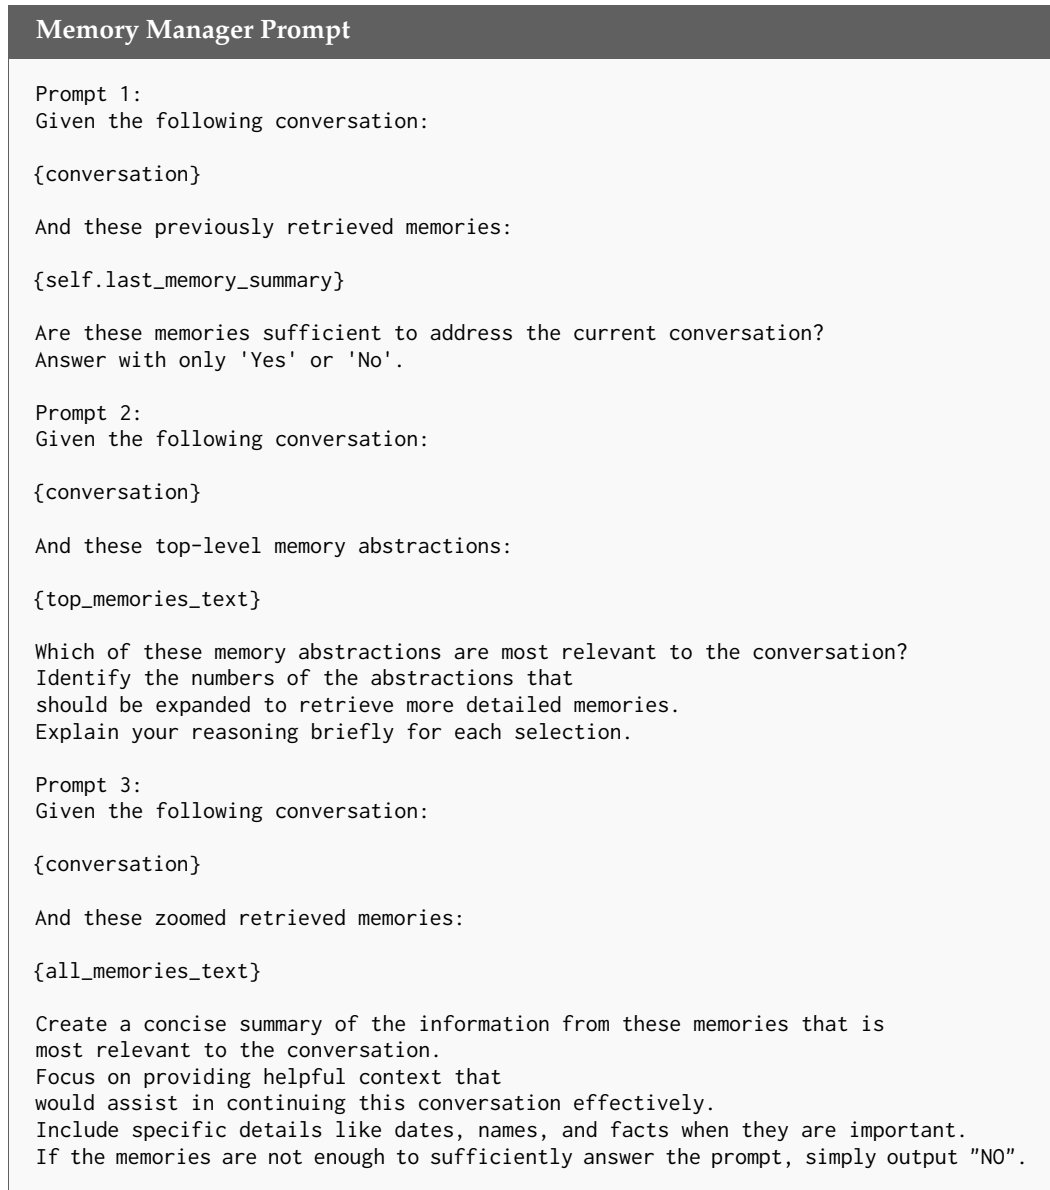 Memory Manager Prompt
Prompt 1:
Given the following conversation:
{conversation}
And these previously retrieved memories:
{self.last_memory_summary}
Are these memories sufficient to address the current conversation?
Answer with only 'Yes' or 'No'.
Prompt 2:
Given the following conversation:
{conversation}
And these top-level memory abstractions:
{top_memories_text}
Which of these memory abstractions are most relevant to the conversation?
Identify the numbers of the abstractions that
should be expanded to retrieve more detailed memories.
Explain your reasoning briefly for each selection.
Prompt 3:
Given the following conversation:
{conversation}
And these zoomed retrieved memories:
{all_memories_text}
Create a concise summary of the information from these memories that is
most relevant to the conversation.
Focus on providing helpful context that
would assist in continuing this conversation effectively.
Include specific details like dates, names, and facts when they are important.
If the memories are not enough to sufficiently answer the prompt, simply output "NO".